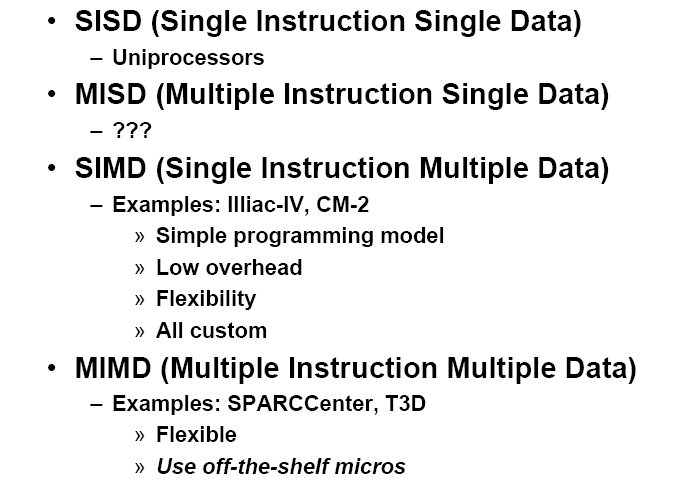 • SISD (Single Instruction Single Data)
– Uniprocessors
• MISD (Multiple Instruction Single Data)
– ???
• SIMD (Single Instruction Multiple Data)
– Examples: Illiac-IV, CM-2
» Simple programming model
» Low overhead
» Flexibility
» All custom
• MIMD (Multiple Instruction Multiple Data)
– Examples: SPARCCenter, T3D
» Flexible
» Use off-the-shelf micros